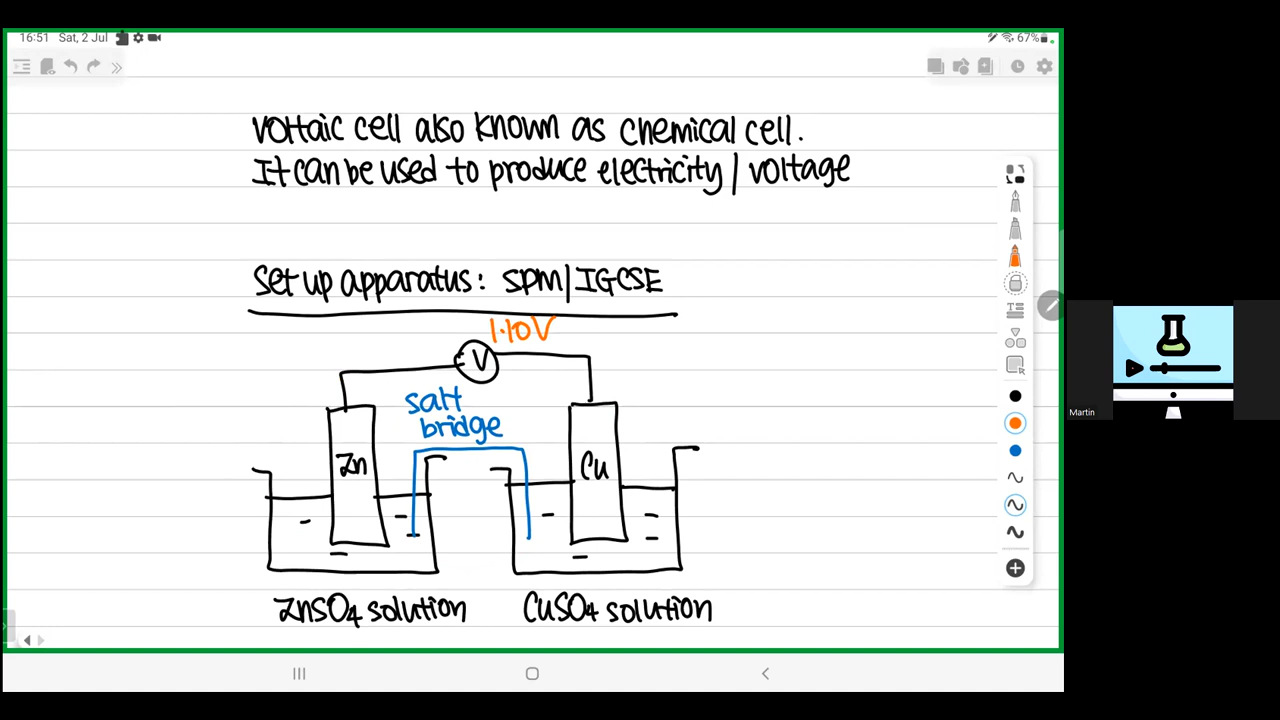 16:51 Sat, 2 Jul
67%
Voltaic cell also known as chemical cell.
It can be used to produce electricity / voltage
Set up apparatus: SPM/IGCSE
1.10V
V
salt
bridge
Zn
Cu
ZnSO4 solution
CuSO4 solution
Martin